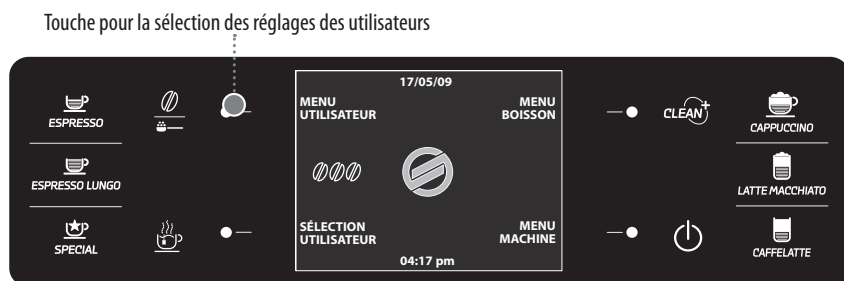 Touche pour la sélection des réglages des utilisateurs
17/05/09
MENU
UTILISATEUR
MENU
BOISSON
ESPRESSO
CLEAN+
CAPPUCCINO
ESPRESSO LUNGO
LATTE MACCHIATO
SPECIAL
SÉLECTION
UTILISATEUR
MENU
MACHINE
CAFFELATTE
04:17 pm